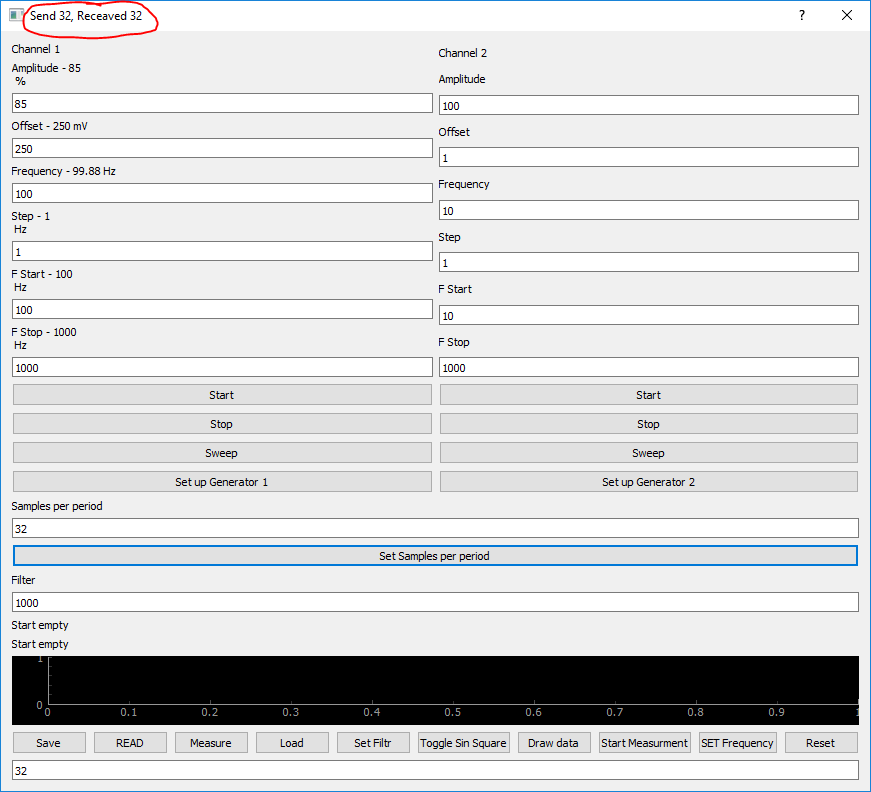 Send 32, Receaved 32
?
Channel 1
Amplitude - 85
%
85
Offset - 250 mV
250
Frequency - 99.88 Hz
100
Step - 1
Hz
1
F Start - 100
Hz
100
F Stop - 1000
Hz
1000
Start
Stop
Sweep
Set up Generator 1
Channel 2
Amplitude
100
Offset
1
Frequency
10
Step
1
F Start
10
F Stop
1000
Start
Stop
Sweep
Set up Generator 2
Samples per period
32
Set Samples per period
Filter
1000
Start empty
Start empty
1
0
0 0.1 0.2 0.3 0.4 0.5 0.6 0.7 0.8 0.9 1
Save READ Measure Load Set Filtr Toggle Sin Square Draw data Start Measurment SET Frequency Reset
32